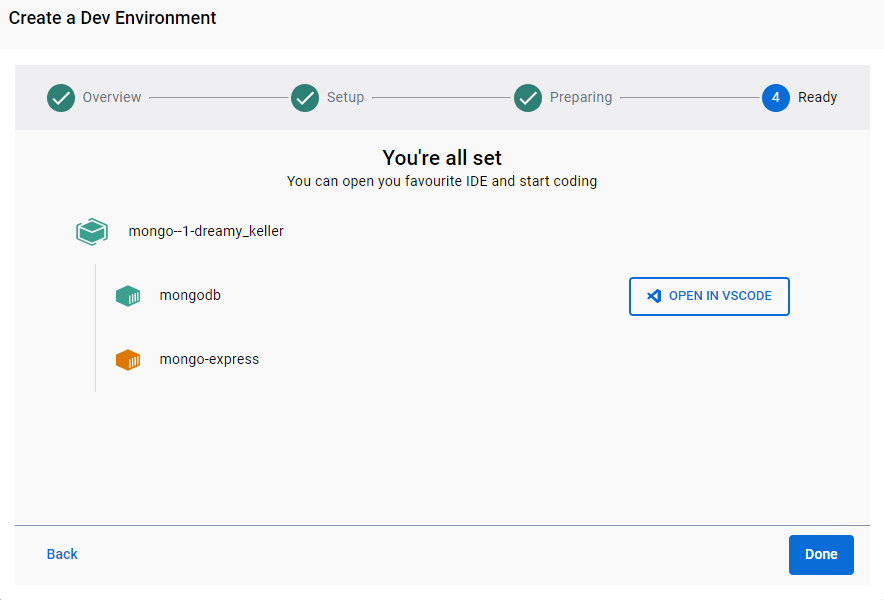 Create a Dev Environment
Overview
Setup
Preparing
4 Ready
You're all set
You can open you favourite IDE and start coding
mongo--1-dreamy_keller
mongodb
OPEN IN VSCODE
mongo-express
Back
Done